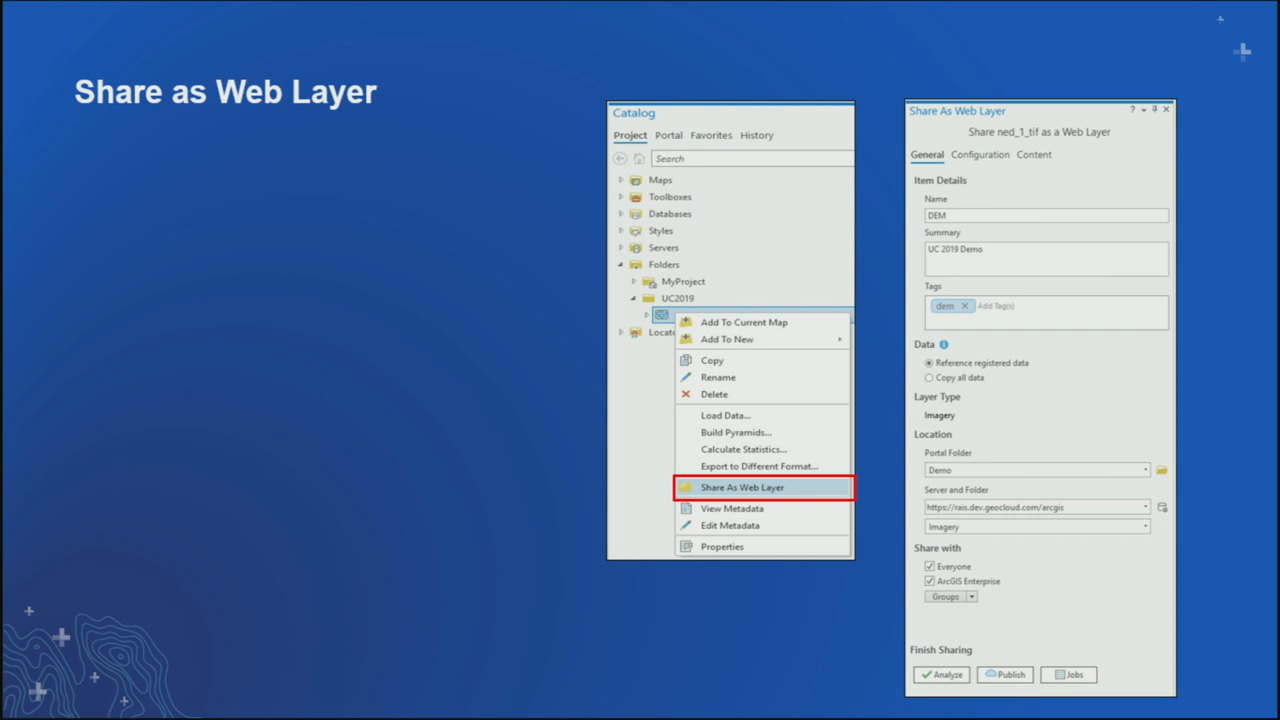 Share as Web Layer
Catalog
Project Portal Favorites History
Search
Maps
Toolboxes
Databases
Styles
Servers
Folders
MyProject
UC2019
Locato
Add To Current Map
Add To New
Copy
Rename
Delete
Load Data...
Build Pyramids...
Calculate Statistics...
Export to Different Format...
Share As Web Layer
View Metadata
Edit Metadata
Properties
Share As Web Layer ?
Share ned_1_tif as a Web Layer
General Configuration Content
Item Details
Name
DEM
Summary
UC 2019 Demo
Tags
dem Add Tag(s)
Data
Reference registered data
Copy all data
Layer Type
Imagery
Location
Portal Folder
Demo
Server and Folder
https://rais.dev.geocloud.com/arcgis
Imagery
Share with
Everyone
ArcGIS Enterprise
Groups
Finish Sharing
Analyze Publish Jobs